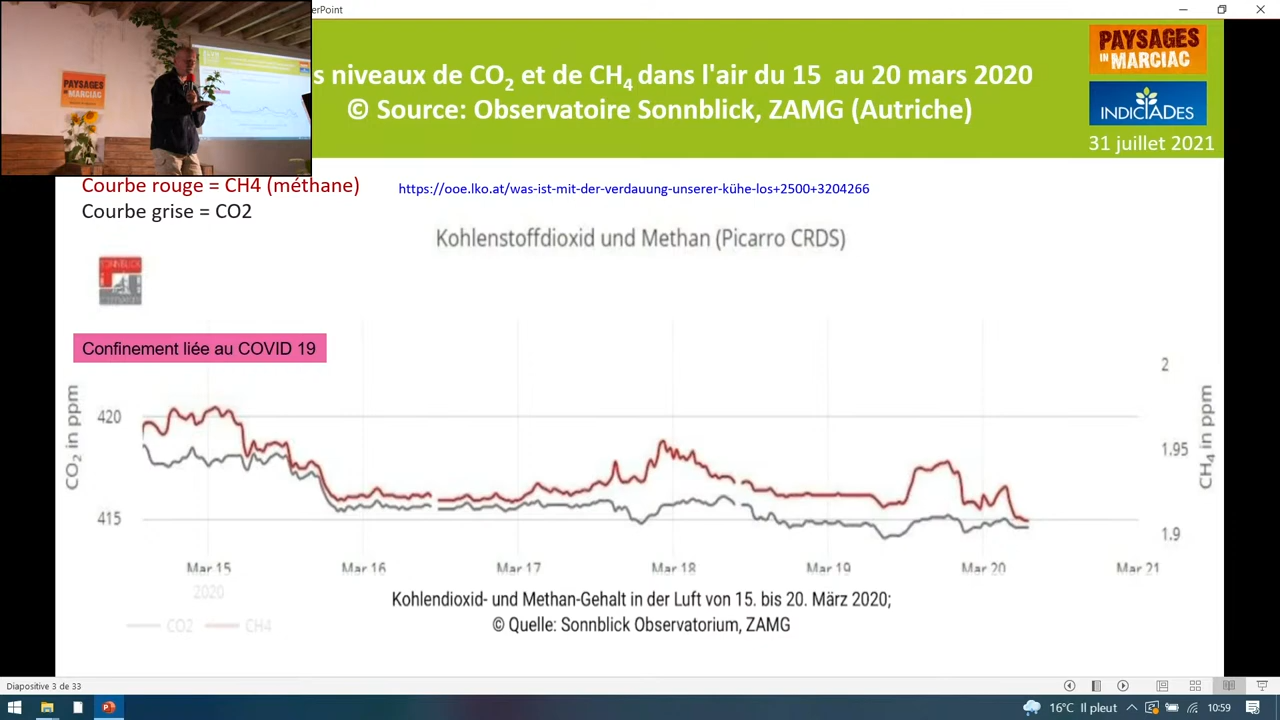 erPoint
s niveaux de CO2 et de CH4 dans l'air du 15 au 20 mars 2020
© Source: Observatoire Sonnblick, ZAMG (Autriche)
PAYSAGES
IN MARCIAC
INDICIADES
31 juillet 2021
PAYSAGES
IN MARCIAC
Courbe rouge = CH4 (méthane)
https://ooe.lko.at/was-ist-mit-der-verdauung-unserer-kühe-los+2500+3204266
Courbe grise = CO2
Kohlenstoffdioxid und Methan (Picarro CRDS)
Confinement liée au COVID 19
CO2 in ppm
420
415
2
1.95
1.9
CH4 in ppm
Mar 15
Mar 16
Mar 17
Mar 18
Mar 19
Mar 20
Mar 21
2020
CO2
CH4
Kohlendioxid- und Methan-Gehalt in der Luft von 15. bis 20. März 2020;
© Quelle: Sonnblick Observatorium, ZAMG
Diapositive 3 de 33
16°C Il pleut
10:59